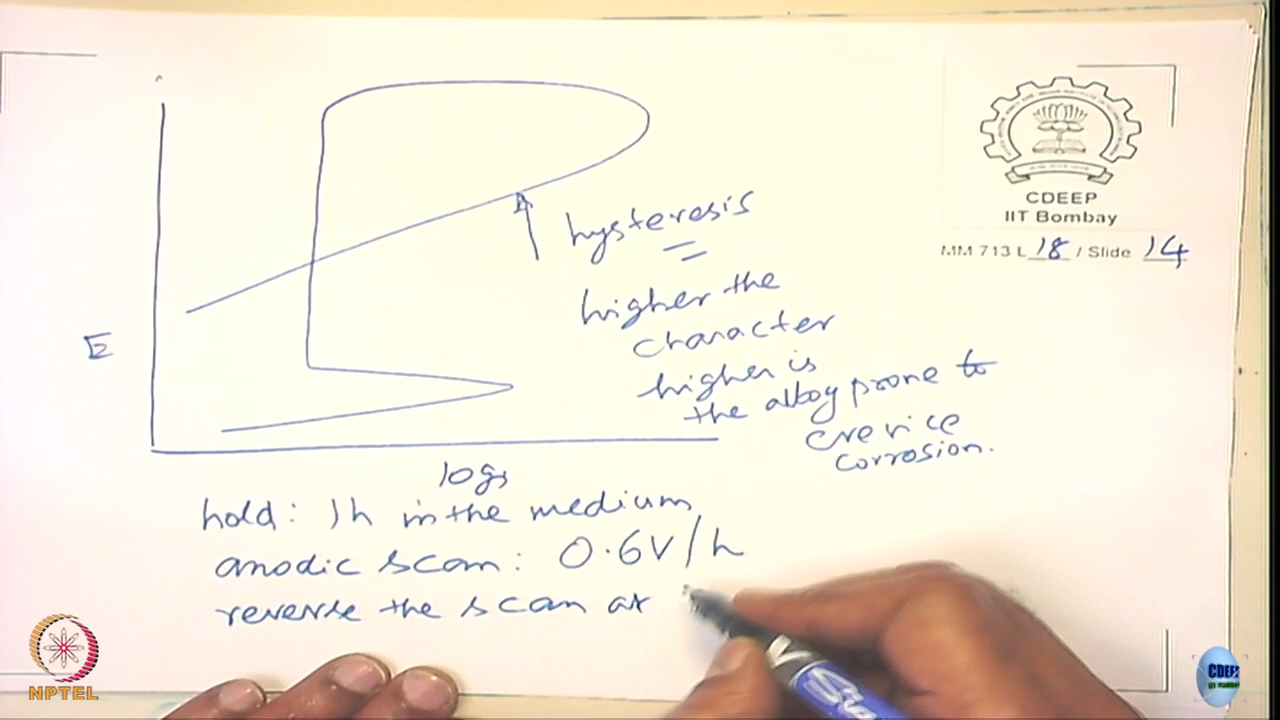 CDEEP
IIT Bombay
MM 713 L 18 / Slide 14
hysteresis
higher the
character
higher is
the alloy prone to
crevice
corrosion.
E
log i
hold: 1h in the medium
anodic scan: 0.6V/h
reverse the scan at
NPTEL
CDEEP